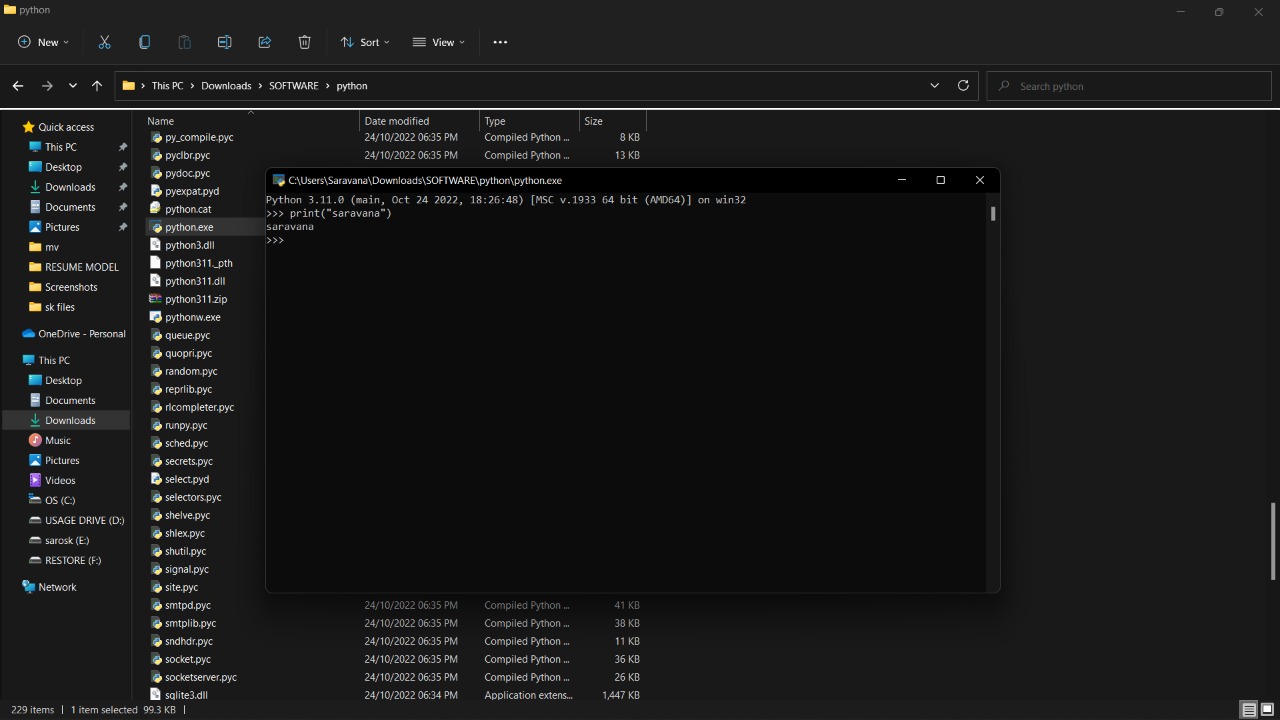 python
New
Sort
View
This PC > Downloads > SOFTWARE > python
Search python
Name Date modified Type Size
Quick access
This PC
Desktop
Downloads
Documents
Pictures
mv
RESUME MODEL
Screenshots
sk files
OneDrive - Personal
This PC
Desktop
Documents
Downloads
Music
Pictures
Videos
OS (C:)
USAGE DRIVE (D:)
sarosk (E:)
RESTORE (F:)
Network
py_compile.pyc 24/10/2022 06:35 PM Compiled Python ... 8 KB
pyclbr.pyc 24/10/2022 06:35 PM Compiled Python ... 13 KB
pydoc.pyc
pyexpat.pyd
python.cat
python.exe
python3.dll
python311._pth
python311.dll
python311.zip
pythonw.exe
queue.pyc
quopri.pyc
random.pyc
reprlib.pyc
rlcompleter.pyc
runpy.pyc
sched.pyc
secrets.pyc
select.pyd
selectors.pyc
shelve.pyc
shlex.pyc
shutil.pyc
signal.pyc
site.pyc
smtpd.pyc 24/10/2022 06:35 PM Compiled Python ... 41 KB
smtplib.pyc 24/10/2022 06:35 PM Compiled Python ... 38 KB
sndhdr.pyc 24/10/2022 06:35 PM Compiled Python ... 11 KB
socket.pyc 24/10/2022 06:35 PM Compiled Python ... 36 KB
socketserver.pyc 24/10/2022 06:35 PM Compiled Python ... 26 KB
sqlite3.dll 24/10/2022 06:34 PM Application extens... 1,447 KB
C:\Users\Saravana\Downloads\SOFTWARE\python\python.exe
Python 3.11.0 (main, Oct 24 2022, 18:26:48) [MSC v.1933 64 bit (AMD64)] on win32
>>> print("saravana")
saravana
>>>
229 items 1 item selected 99.3 KB